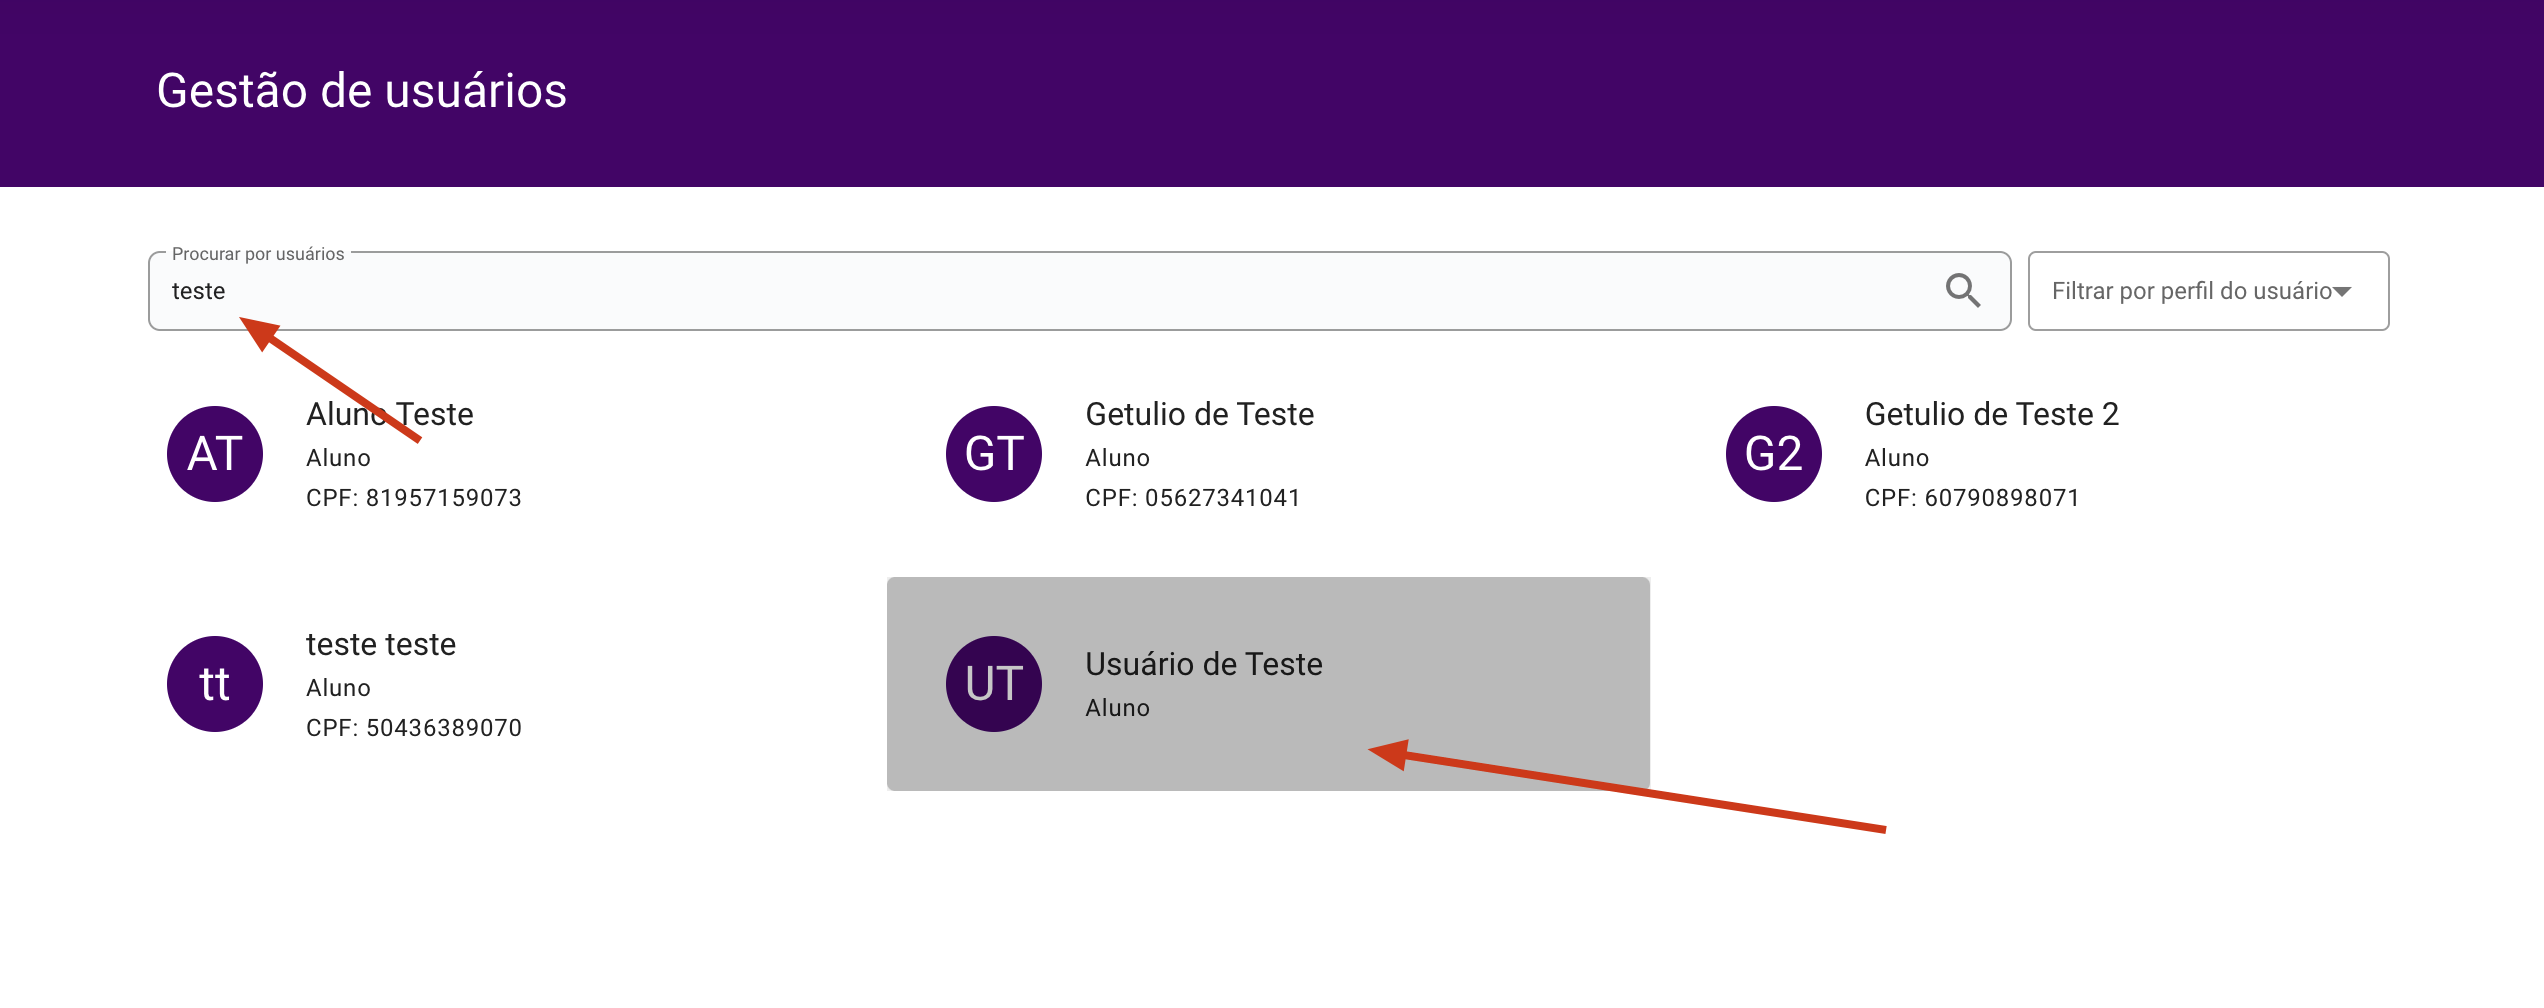 Gestão de usuários
Procurar por usuários
teste
Filtrar por perfil do usuário
AT
Aluno Teste
Aluno
CPF: 81957159073
GT
Getulio de Teste
Aluno
CPF: 05627341041
G2
Getulio de Teste 2
Aluno
CPF: 60790898071
tt
teste teste
Aluno
CPF: 50436389070
UT
Usuário de Teste
Aluno